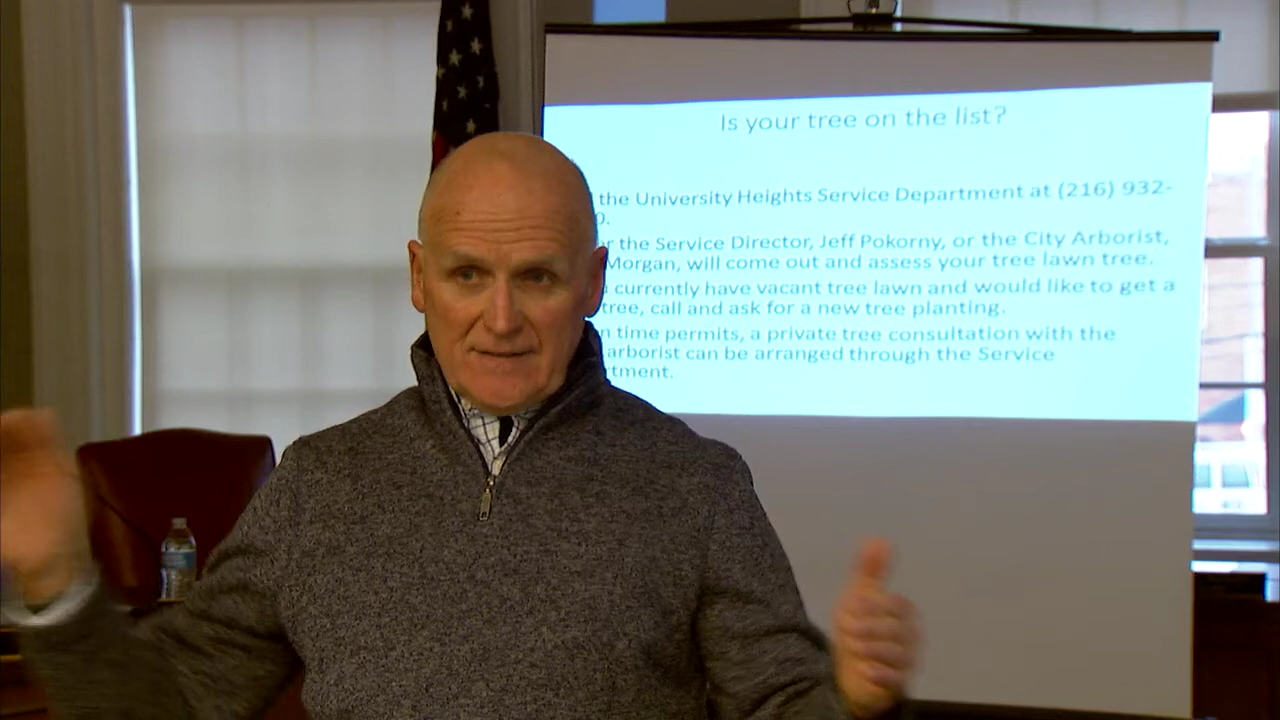 Is your tree on the list?
the University Heights Service Department at (216) 932-
0.
r the Service Director, Jeff Pokorny, or the City Arborist,
Morgan, will come out and assess your tree lawn tree.
currently have vacant tree lawn and would like to get a
tree, call and ask for a new tree planting.
n time permits, a private tree consultation with the
arborist can be arranged through the Service
rtment.